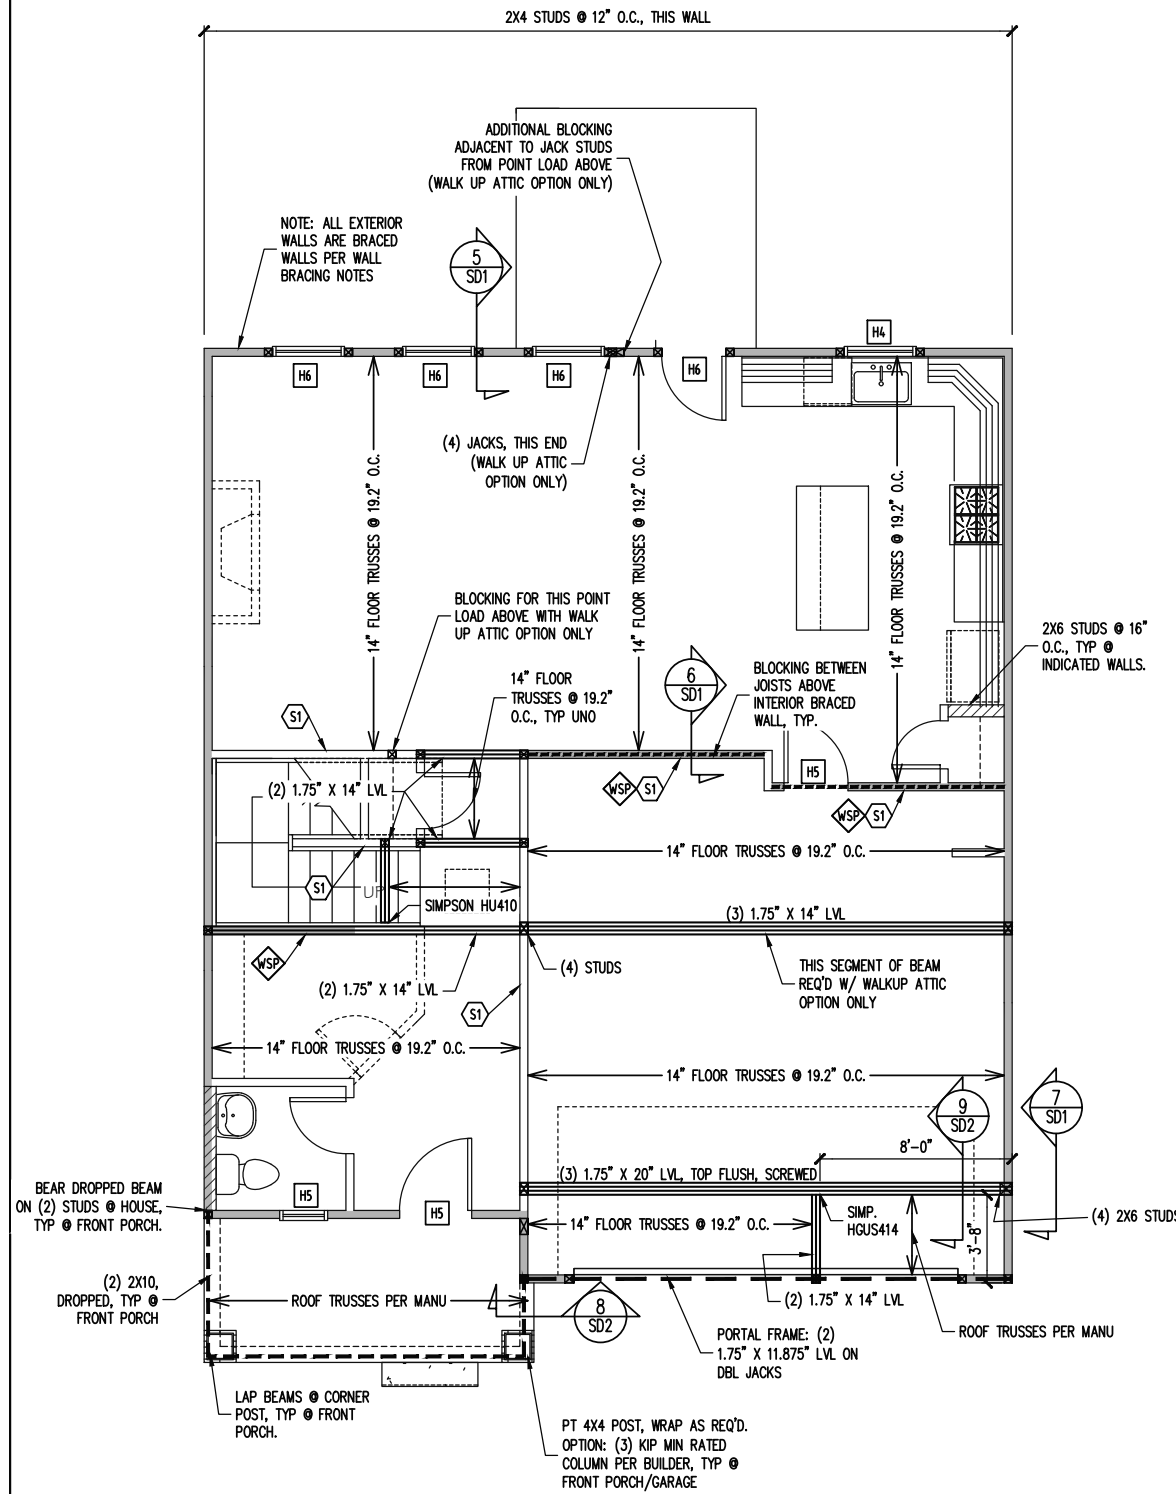 2X4 STUDS @ 12" O.C., THIS WALL
ADDITIONAL BLOCKING
ADJACENT TO JACK STUDS
FROM POINT LOAD ABOVE
(WALK UP ATTIC OPTION ONLY)
NOTE: ALL EXTERIOR
WALLS ARE BRACED
WALLS PER WALL
BRACING NOTES
5
SD1
H4
H6
H6
H6
H6
(4) JACKS, THIS END
(WALK UP ATTIC
OPTION ONLY)
14" FLOOR TRUSSES @ 19.2" O.C.
14" FLOOR TRUSSES @ 19.2" O.C.
14" FLOOR TRUSSES @ 19.2" O.C.
BLOCKING FOR THIS POINT
LOAD ABOVE WITH WALK
UP ATTIC OPTION ONLY
2X6 STUDS @ 16"
O.C., TYP @
INDICATED WALLS.
14" FLOOR
TRUSSES @ 19.2"
O.C., TYP UNO
6
SD1
BLOCKING BETWEEN
JOISTS ABOVE
INTERIOR BRACED
WALL, TYP.
S1
H5
(2) 1.75" X 14" LVL
WSP
S1
WSP
S1
14" FLOOR TRUSSES @ 19.2" O.C.
S1
UP
SIMPSON HU410
(3) 1.75" X 14" LVL
WSP
(2) 1.75" X 14" LVL
(4) STUDS
THIS SEGMENT OF BEAM
REQ'D W/ WALKUP ATTIC
OPTION ONLY
S1
14" FLOOR TRUSSES @ 19.2" O.C.
14" FLOOR TRUSSES @ 19.2" O.C.
9
SD2
7
SD1
8'-0"
(3) 1.75" X 20" LVL, TOP FLUSH, SCREWED
BEAR DROPPED BEAM
ON (2) STUDS @ HOUSE,
TYP @ FRONT PORCH.
H5
H5
14" FLOOR TRUSSES @ 19.2" O.C.
SIMP.
HGUS414
3'-8"
(4) 2X6 STUDS
(2) 2X10,
DROPPED, TYP @
FRONT PORCH
ROOF TRUSSES PER MANU
8
SD2
(2) 1.75" X 14" LVL
PORTAL FRAME: (2)
1.75" X 11.875" LVL ON
DBL JACKS
ROOF TRUSSES PER MANU
LAP BEAMS @ CORNER
POST, TYP @ FRONT
PORCH.
PT 4X4 POST, WRAP AS REQ'D.
OPTION: (3) KIP MIN RATED
COLUMN PER BUILDER, TYP @
FRONT PORCH/GARAGE